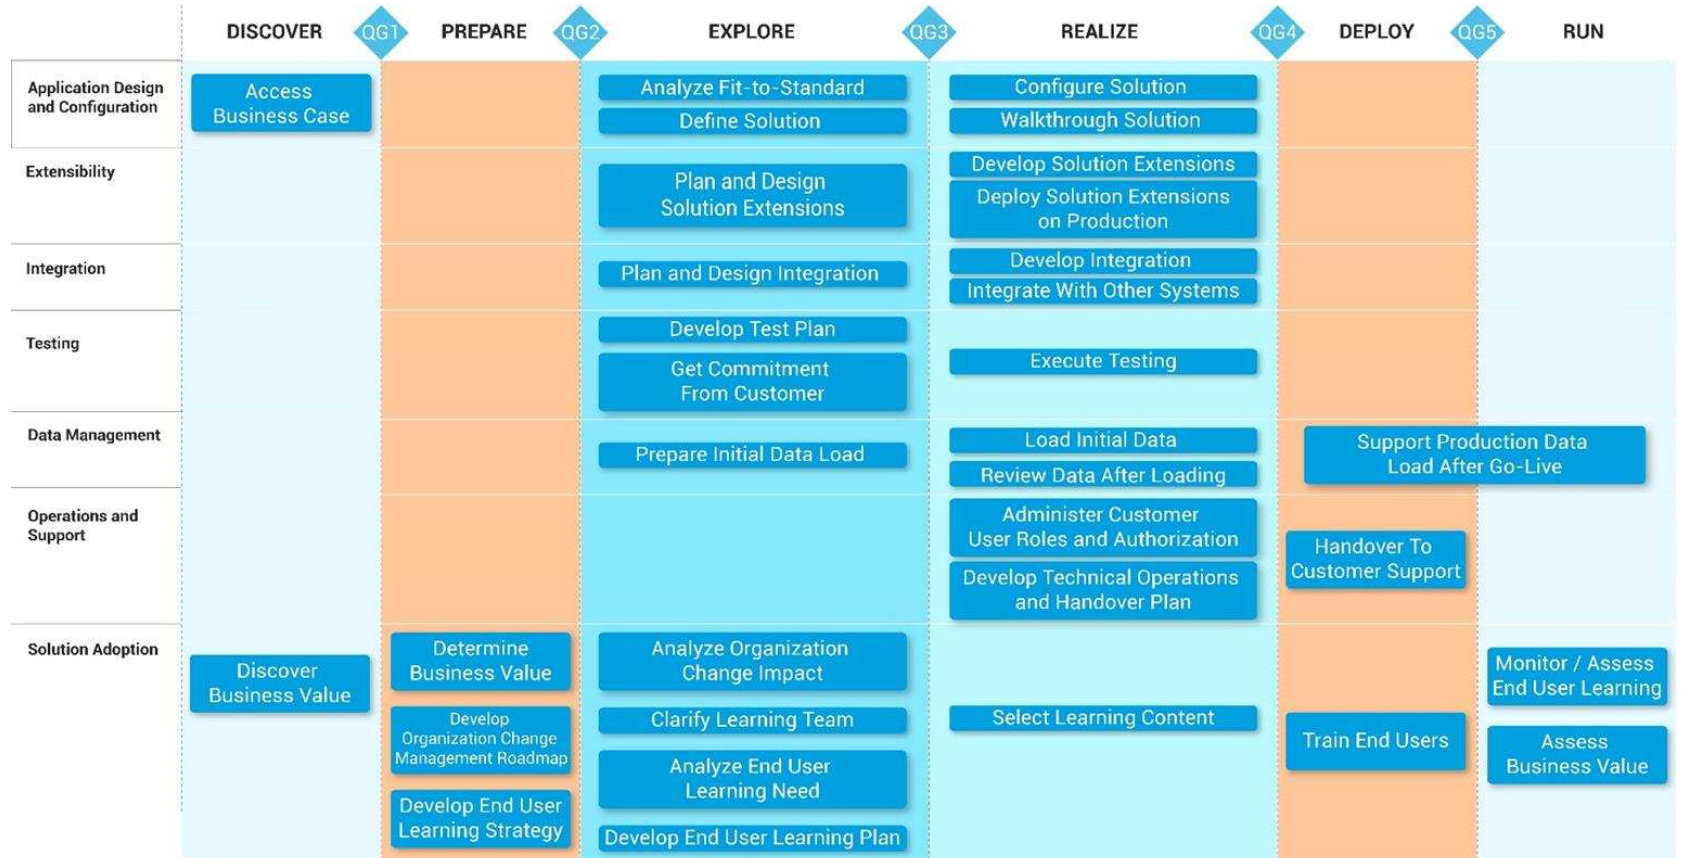 DISCOVER QG1 PREPARE QG2 EXPLORE QG3 REALIZE QG4 DEPLOY QG5 RUN
Application Design
and Configuration
Access
Business Case
Analyze Fit-to-Standard
Define Solution
Configure Solution
Walkthrough Solution
Extensibility
Plan and Design
Solution Extensions
Develop Solution Extensions
Deploy Solution Extensions
on Production
Integration
Plan and Design Integration
Develop Integration
Integrate With Other Systems
Testing
Develop Test Plan
Get Commitment
From Customer
Execute Testing
Data Management
Prepare Initial Data Load
Load Initial Data
Review Data After Loading
Support Production Data
Load After Go-Live
Operations and
Support
Administer Customer
User Roles and Authorization
Develop Technical Operations
and Handover Plan
Handover To
Customer Support
Solution Adoption
Discover
Business Value
Determine
Business Value
Develop
Organization Change
Management Roadmap
Develop End User
Learning Strategy
Analyze Organization
Change Impact
Clarify Learning Team
Analyze End User
Learning Need
Develop End User Learning Plan
Select Learning Content
Train End Users
Monitor / Assess
End User Learning
Assess
Business Value